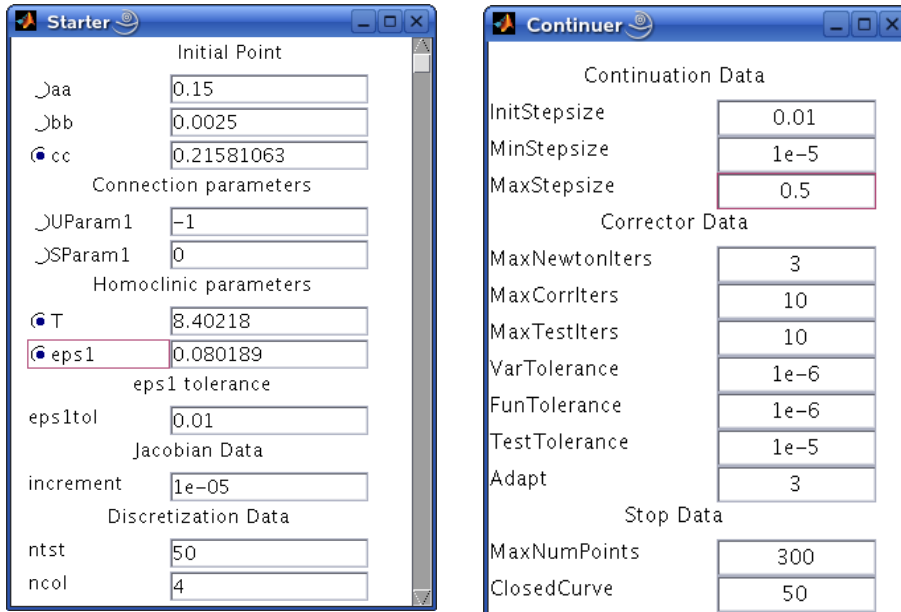 Starter
Initial Point
aa 0.15
bb 0.0025
cc 0.21581063
Connection parameters
UParam1 -1
SParam1 0
Homoclinic parameters
T 8.40218
eps1 0.080189
eps1 tolerance
eps1tol 0.01
Jacobian Data
increment 1e-05
Discretization Data
ntst 50
ncol 4
Continuer
Continuation Data
InitStepsize 0.01
MinStepsize 1e-5
MaxStepsize 0.5
Corrector Data
MaxNewtonIters 3
MaxCorrIters 10
MaxTestIters 10
VarTolerance 1e-6
FunTolerance 1e-6
TestTolerance 1e-5
Adapt 3
Stop Data
MaxNumPoints 300
ClosedCurve 50